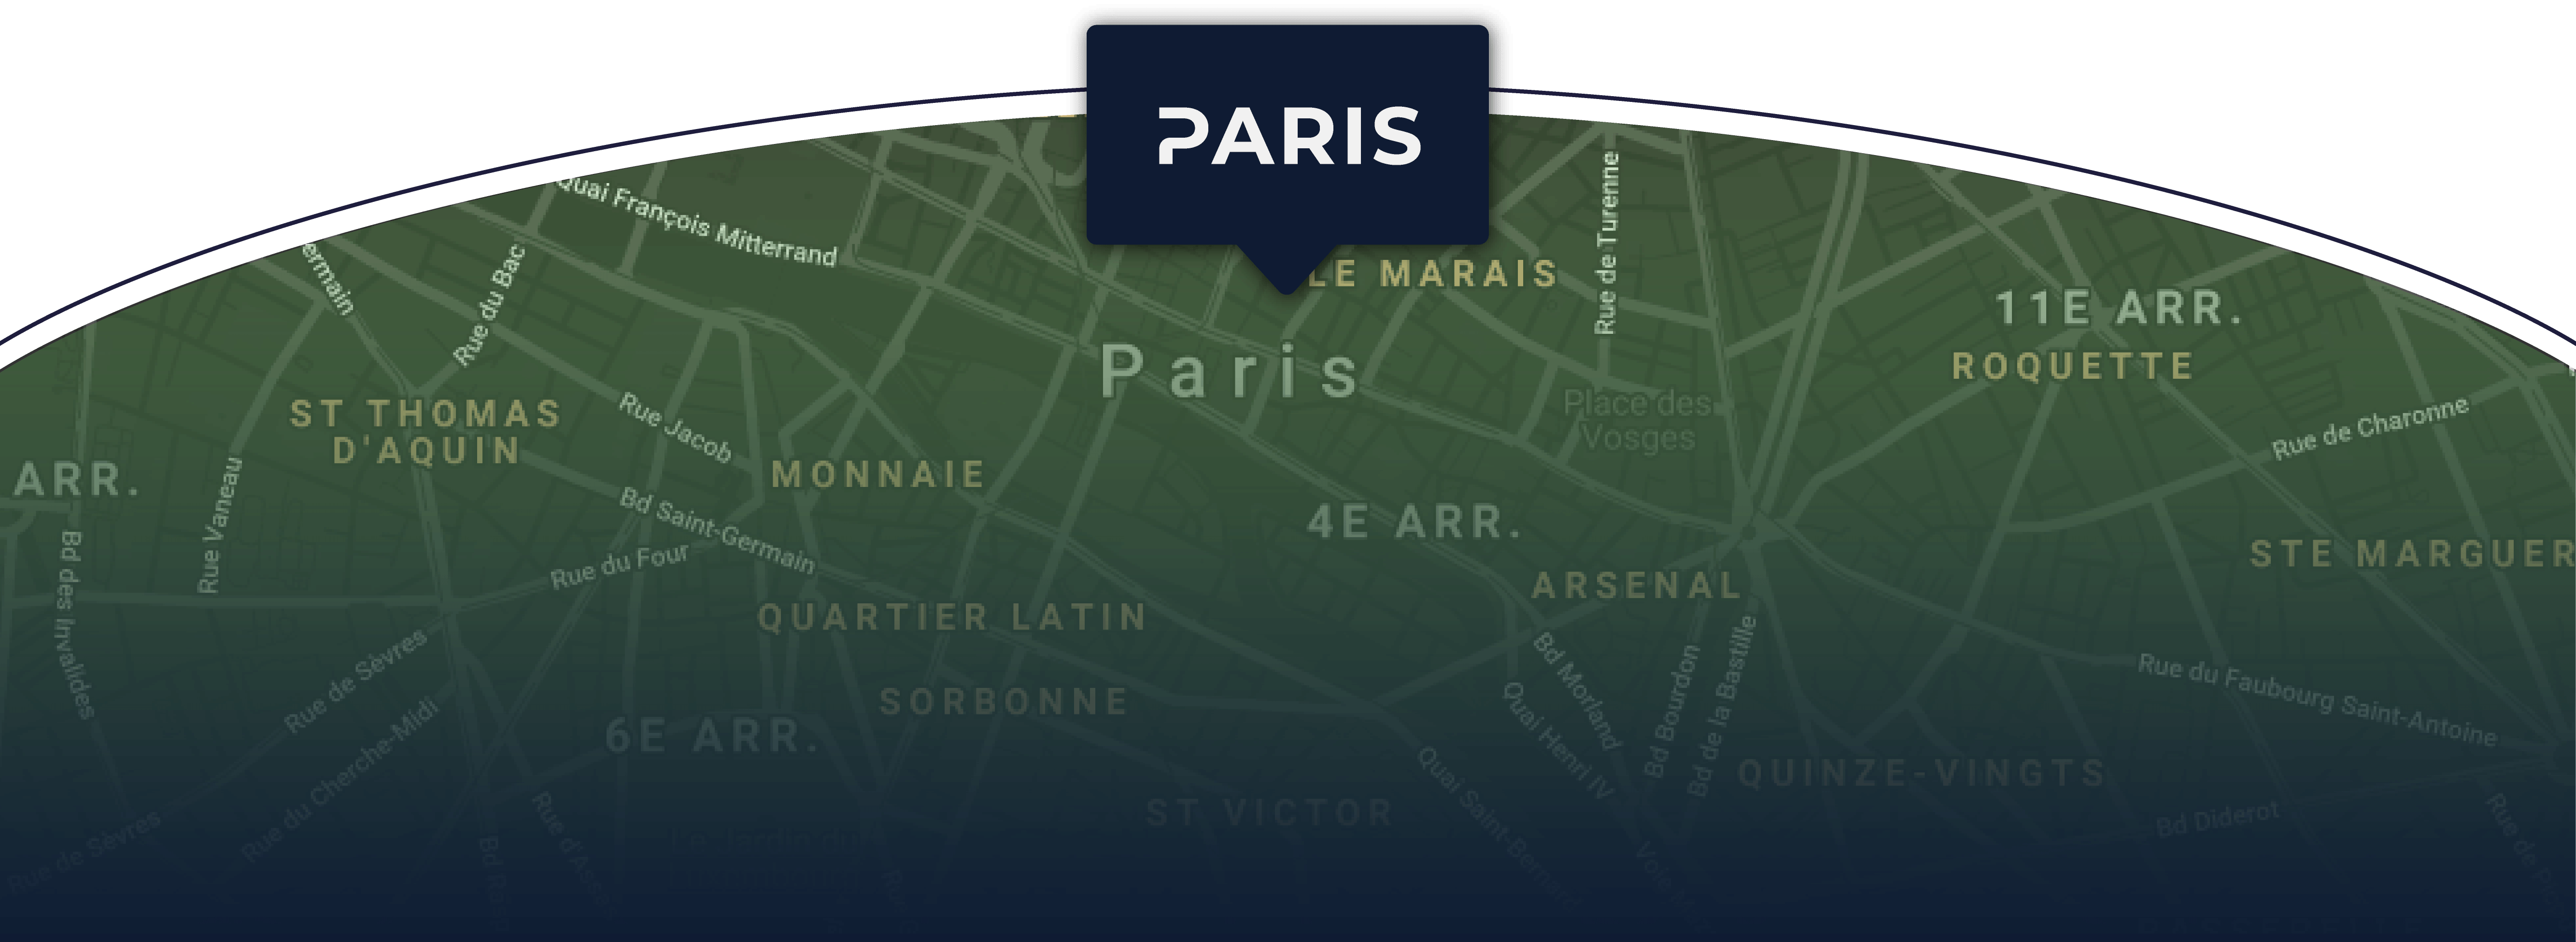 PARIS
Quai François Mitterrand
Rue de Turenne
ermain
Rue du Bac
LE MARAIS
11E ARR.
Paris
ROQUETTE
Place des
Vosges
ST THOMAS
D'AQUIN
Rue Jacob
Rue de Charonne
MONNAIE
ARR.
Rue Vaneau
Bd Saint-Germain
4E ARR.
Rue du Four
STE MARGUER
ARSENAL
QUARTIER LATIN
Bd des Invalides
Rue de Sèvres
Bd Morland
Bd Bourdon
Bd de la Bastille
Rue du Faubourg Saint-Antoine
SORBONNE
6E ARR.
Quai Henri IV
Rue du Cherche-Midi
QUINZE-VINGTS
ST VICTOR
Quai Saint-Bernard
Bd Diderot
Rue de Sèvres
Rue d'Assas